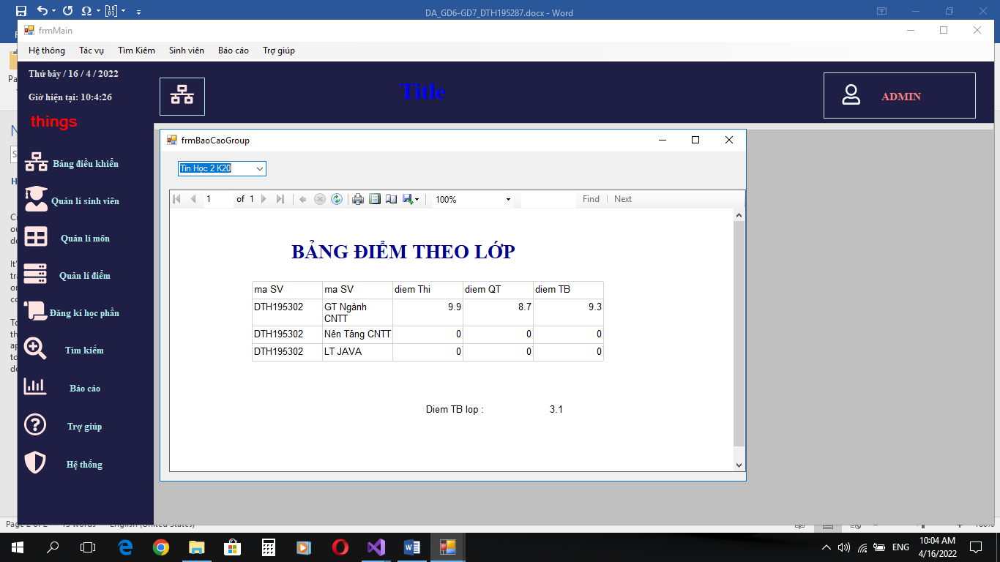 DA_GD6-GD7_DTH195287.docx - Word
frmMain
Hệ thông Tác vụ Tìm Kiêm Sinh viên Báo cáo Trợ giúp
Thứ bảy / 16 / 4 / 2022
Giờ hiện tại: 10:4:26
things
Title
ADMIN
Bảng điều khiển
Quản lí sinh viên
Quản lí môn
Quản lí điểm
Đăng kí học phần
Tìm kiếm
Báo cáo
Trợ giúp
Hệ thống
frmBaoCaoGroup
Tin Học 2 K20
1 of 1 100% Find | Next
BẢNG ĐIỂM THEO LỚP
ma SV ma SV diem Thi diem QT diem TB
DTH195302 GT Ngành CNTT 9.9 8.7 9.3
DTH195302 Nên Tảng CNTT 0 0 0
DTH195302 LT JAVA 0 0 0
Diem TB lop : 3.1
ENG
10:04 AM
4/16/2022